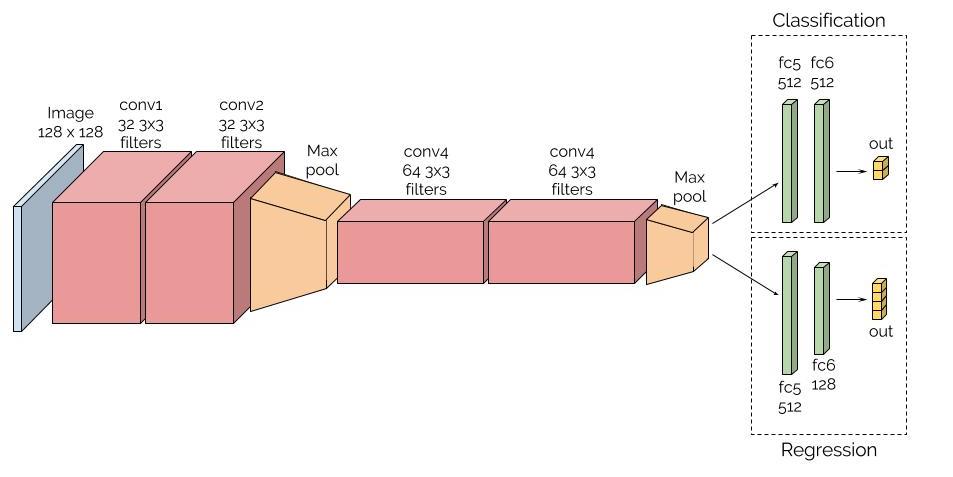 Classification
fc5
512
fc6
512
out
Image
128 x 128
conv1
32 3x3
filters
conv2
32 3x3
filters
Max
pool
conv4
64 3x3
filters
conv4
64 3x3
filters
Max
pool
out
fc6
128
fc5
512
Regression